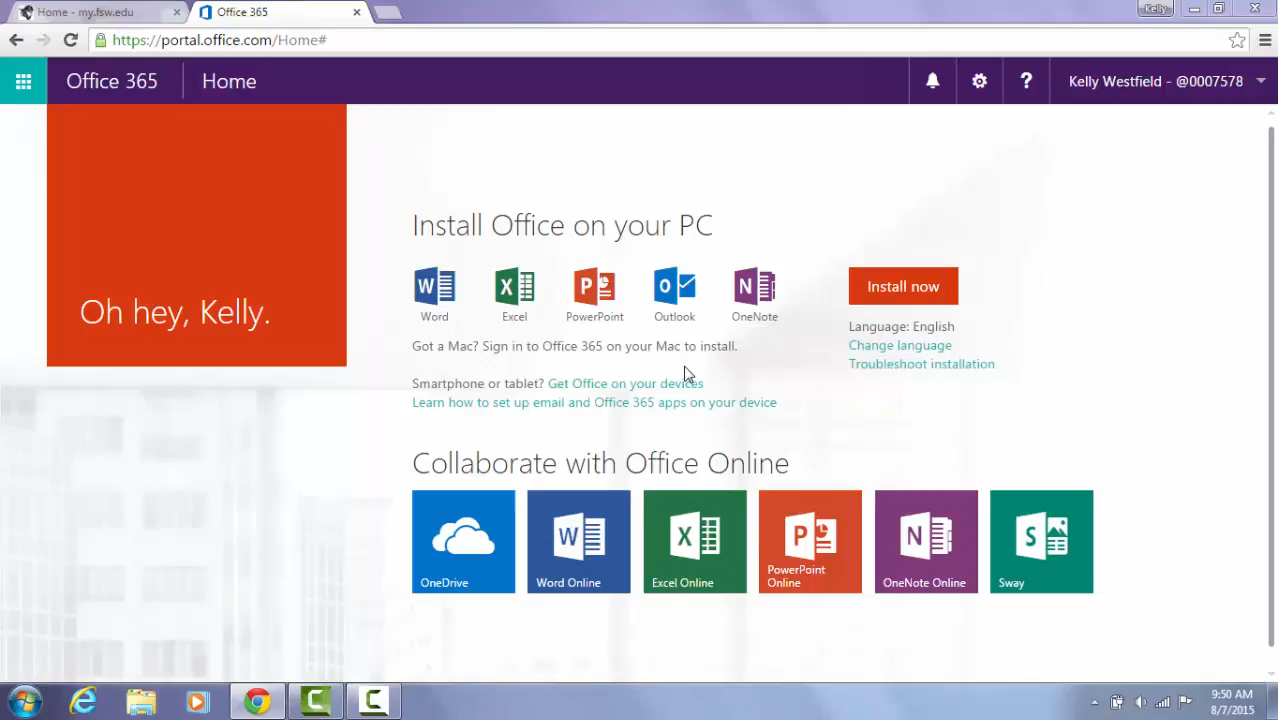 Home - my.fsw.edu
Office 365
Kelly
https://portal.office.com/Home#
Office 365
Home
?
Kelly Westfield - @0007578
Oh hey, Kelly.
Install Office on your PC
W
X
P
O
N
Word
Excel
PowerPoint
Outlook
OneNote
Install now
Language: English
Change language
Troubleshoot installation
Got a Mac? Sign in to Office 365 on your Mac to install.
Smartphone or tablet? Get Office on your devices
Learn how to set up email and Office 365 apps on your device
Collaborate with Office Online
OneDrive
W
Word Online
X
Excel Online
P
PowerPoint
Online
N
OneNote Online
S
Sway
9:50 AM
8/7/2015